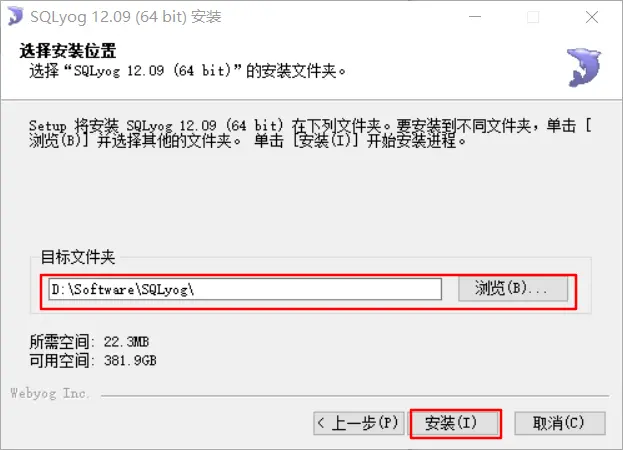 SQLyog 12.09 (64 bit) 安装
选择安装位置
选择“SQLyog 12.09 (64 bit)”的安装文件夹。
Setup 将安装 SQLyog 12.09 (64 bit) 在下列文件夹。要安装到不同文件夹，单击 [
浏览(B)] 并选择其他的文件夹。 单击 [安装(I)] 开始安装进程。
目标文件夹
D:\Software\SQLyog\
浏览(B)...
所需空间: 22.3MB
可用空间: 381.9GB
Webyog Inc.
< 上一步(P)
安装(I)
取消(C)